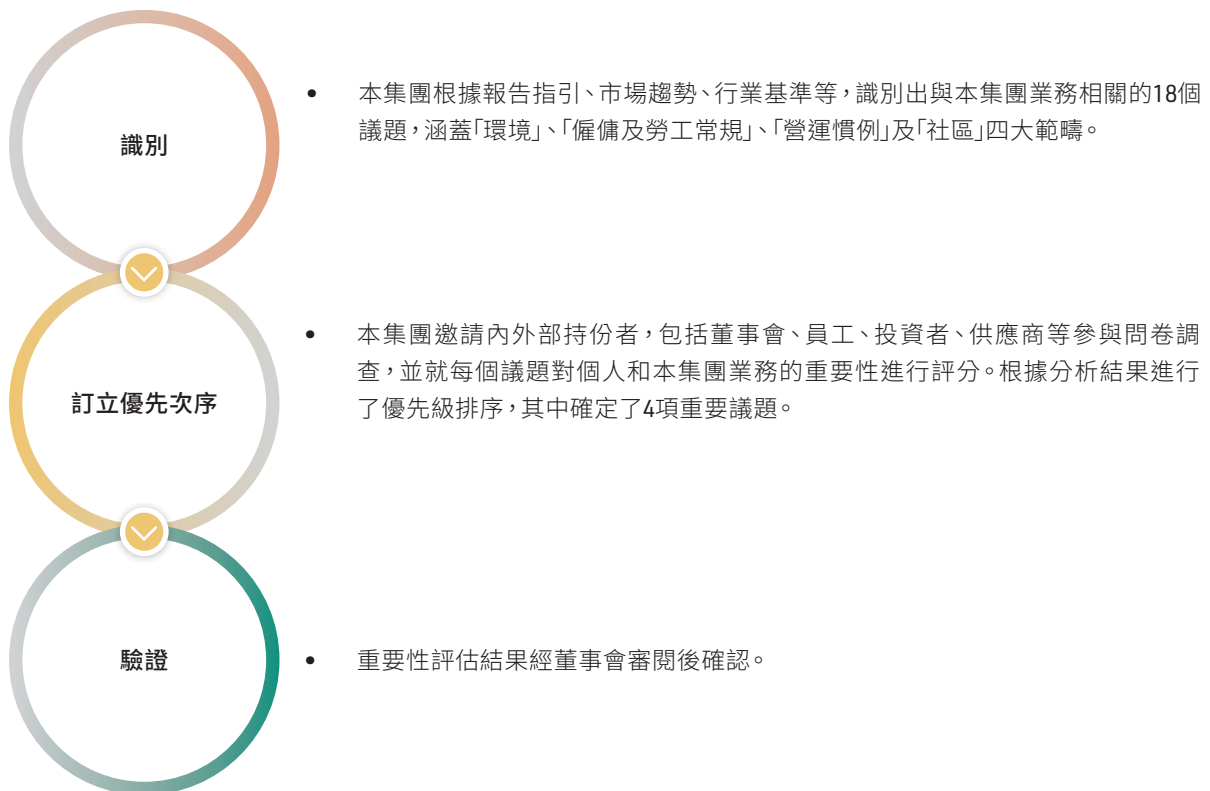 識別
• 本集團根據報告指引、市場趨勢、行業基準等，識別出與本集團業務相關的18個
議題，涵蓋「環境」、「僱傭及勞工常規」、「營運慣例」及「社區」四大範疇。
訂立優先次序
• 本集團邀請內外部持份者，包括董事會、員工、投資者、供應商等參與問卷調
查，並就每個議題對個人和本集團業務的重要性進行評分。根據分析結果進行
了優先級排序，其中確定了4項重要議題。
驗證
• 重要性評估結果經董事會審閱後確認。